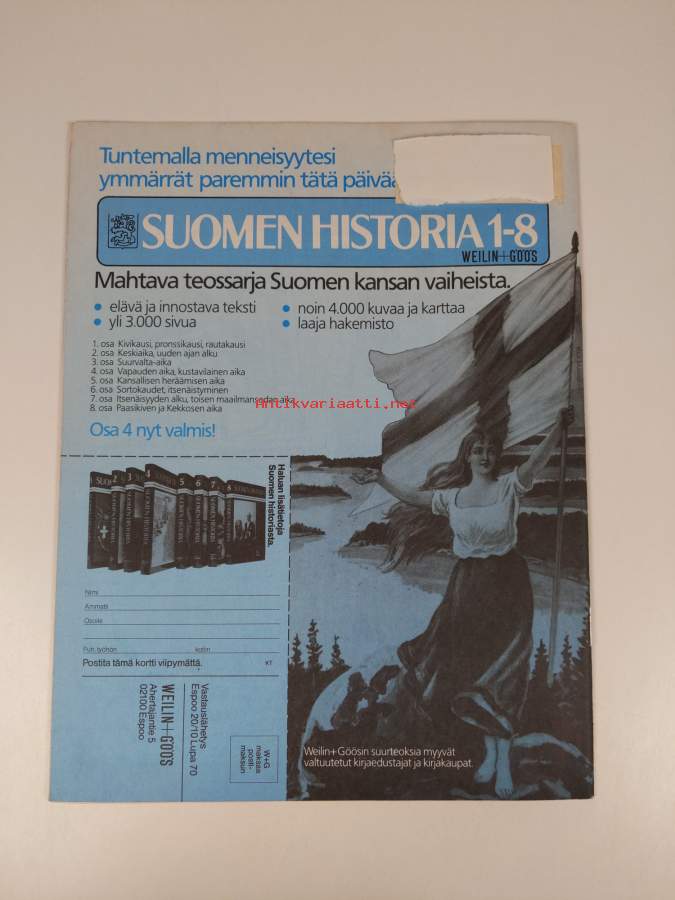 Tuntemalla menneisyytesi
ymmärrät paremmin tätä päivää
SUOMEN HISTORIA 1-8
WEILIN+GÖÖS
Mahtava teossarja Suomen kansan vaiheista.
• elävä ja innostava teksti
• yli 3.000 sivua
• noin 4.000 kuvaa ja karttaa
• laaja hakemisto
1. osa Kivikausi, pronssikausi, rautakausi
2. osa Keskiaika, uuden ajan alku
3. osa Suurvalta-aika
4. osa Vapauden aika, kustavilainen aika
5. osa Kansallisen heräämisen aika
6. osa Sortokaudet, itsenäistyminen
7. osa Itsenäisyyden alku, toisen maailmansodan aika
8. osa Paasikiven ja Kekkosen aika
Antikvariaatti.net
Osa 4 nyt valmis!
Haluan lisätietoja
Suomen historiasta.
Nimi
Ammatti
Osoite
Puh. työhön kotiin
Postita tämä kortti viipymättä. KT
WEILIN+GÖÖS
Ahertajantie 5
02100 Espoo
Vastauslähetys
Espoo 20/10 Lupa 70
W+G
maksaa
posti-
maksun
Weilin+Göösin suurteoksia myyvät
valtuutetut kirjaedustajat ja kirjakaupat.